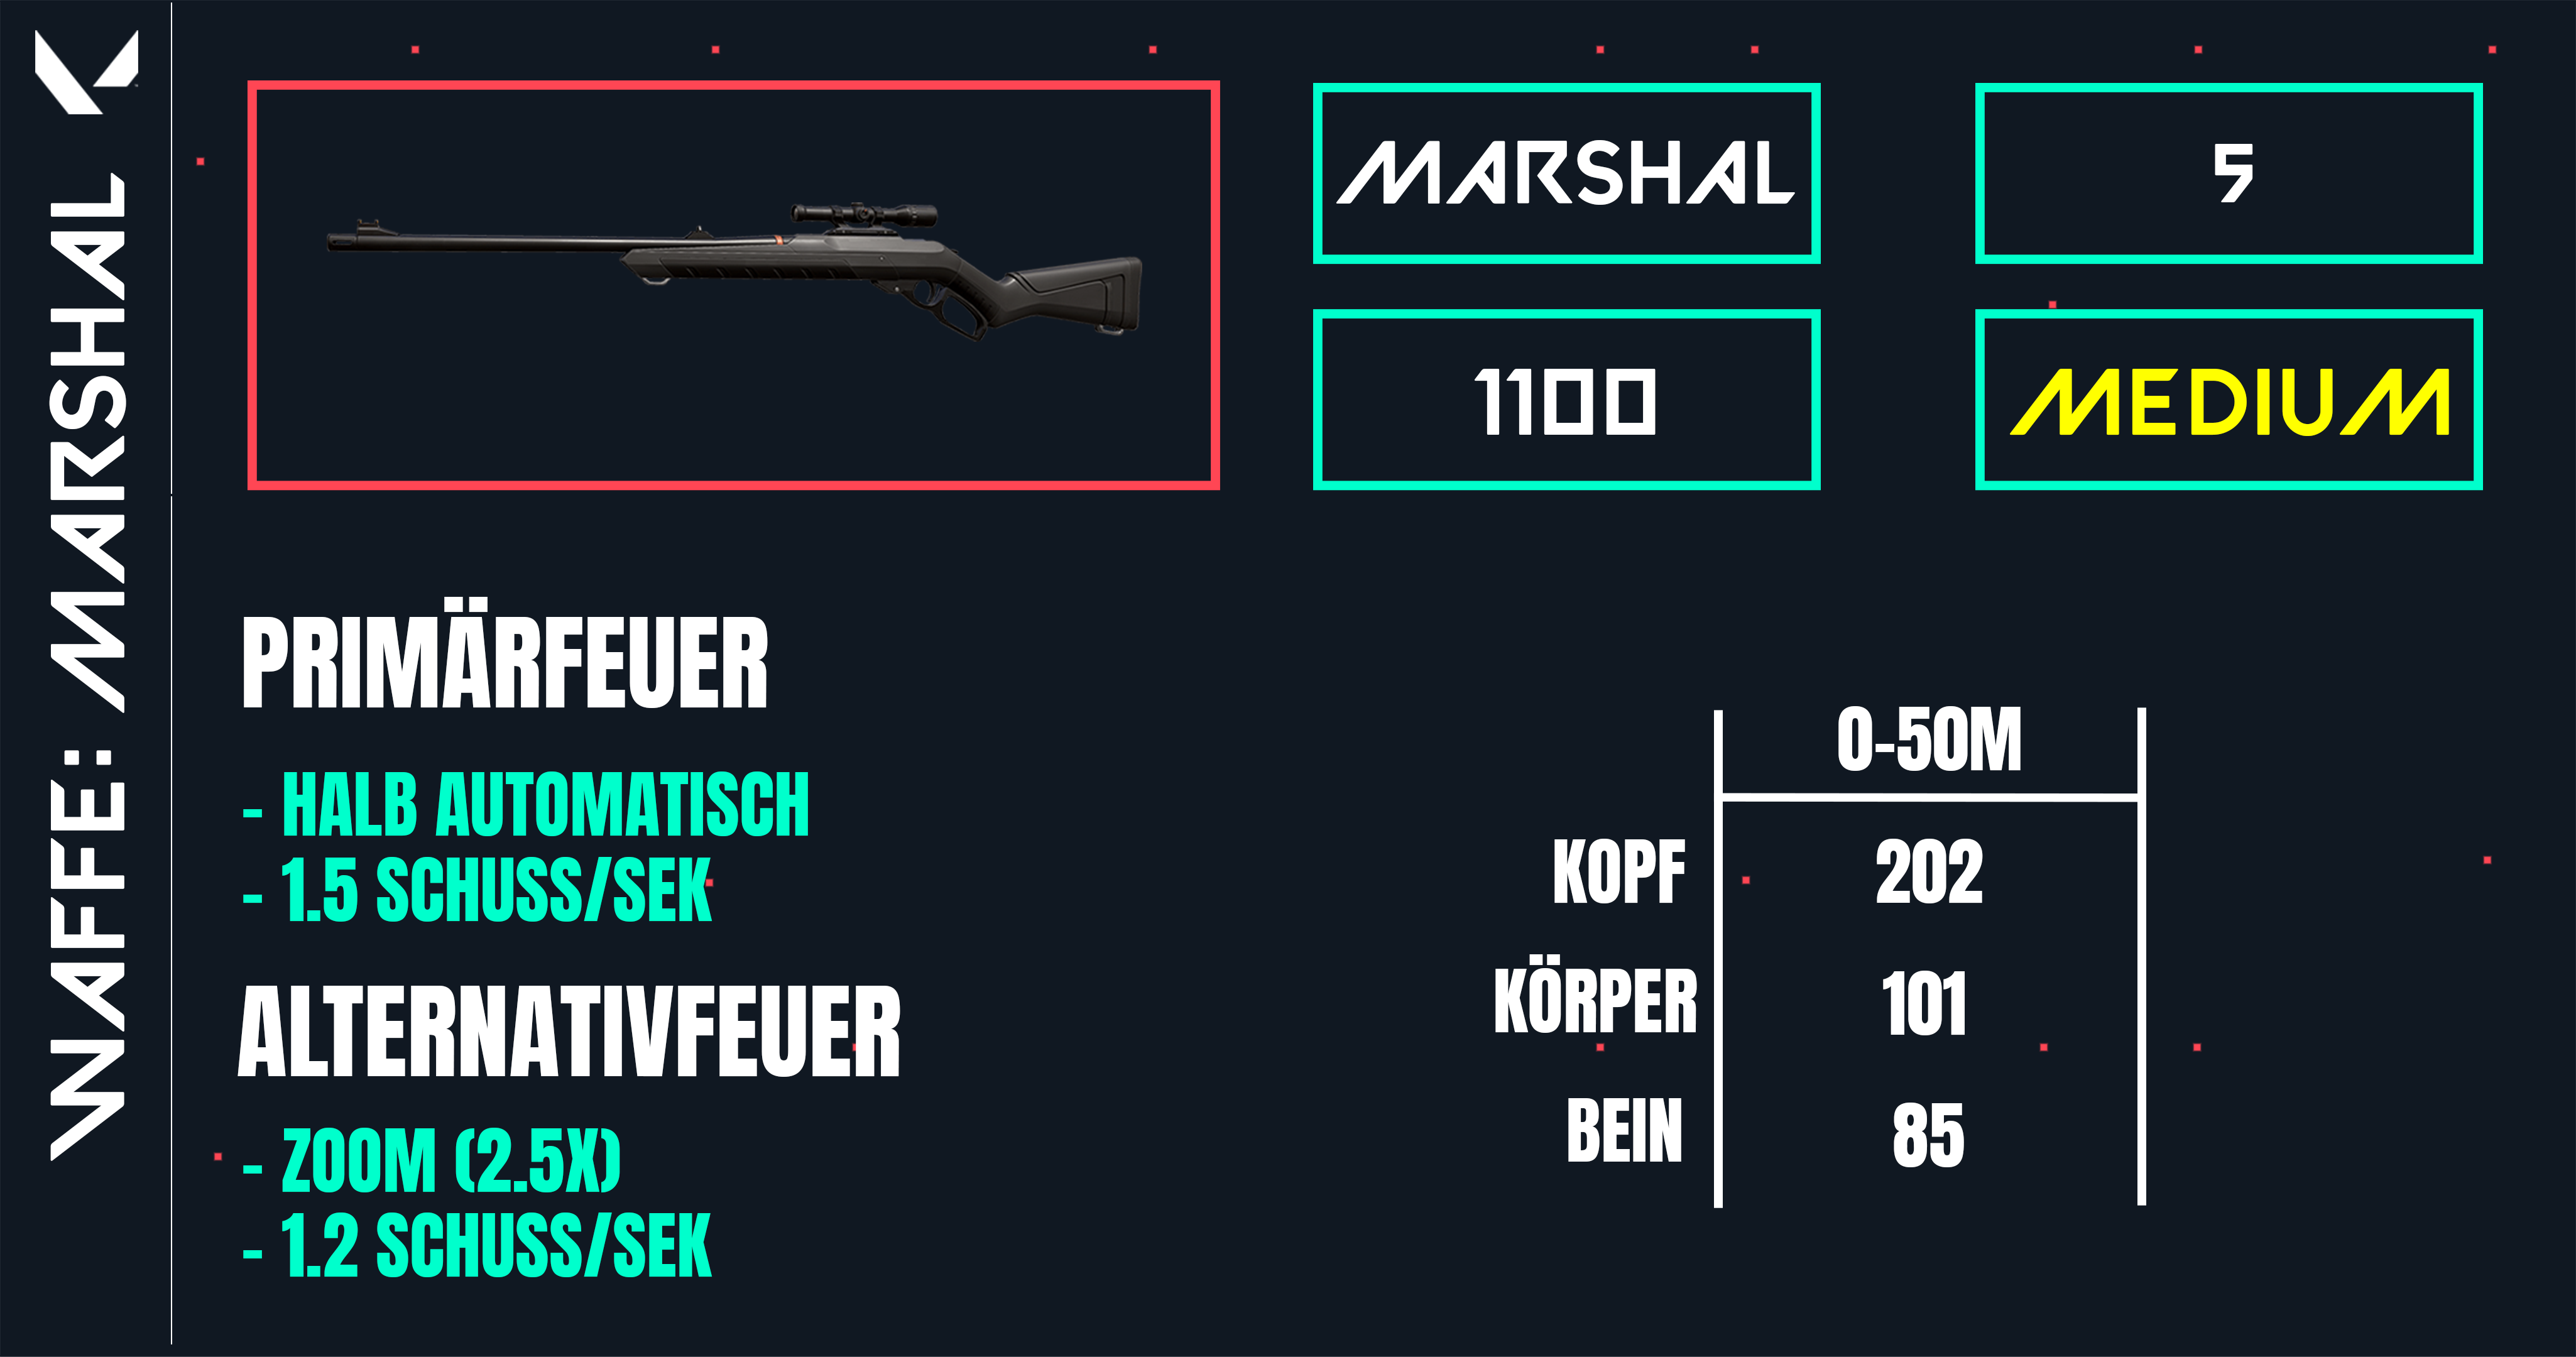 WAFFE: MARSHAL
MARSHAL
5
1100
MEDIUM
PRIMÄRFEUER
- HALB AUTOMATISCH
- 1.5 SCHUSS/SEK
ALTERNATIVFEUER
- ZOOM (2.5X)
- 1.2 SCHUSS/SEK
0-50M
KOPF 202
KÖRPER 101
BEIN 85